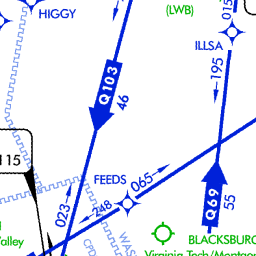 HIGGY
(LWB)
015
ILLSA
Q103
46
195
115
FEEDS
065
248
023
Q69
55
Valley
WAS
BLACKSBURG
Virginia Tech/Montgom